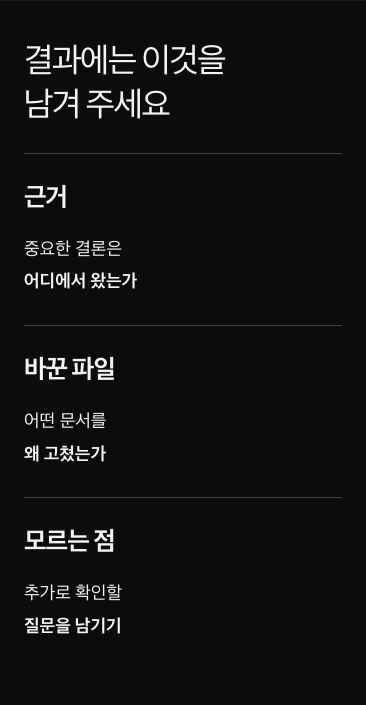 결과에는 이것을
남겨 주세요
근거
중요한 결론은
어디에서 왔는가
바꾼 파일
어떤 문서를
왜 고쳤는가
모르는 점
추가로 확인할
질문을 남기기